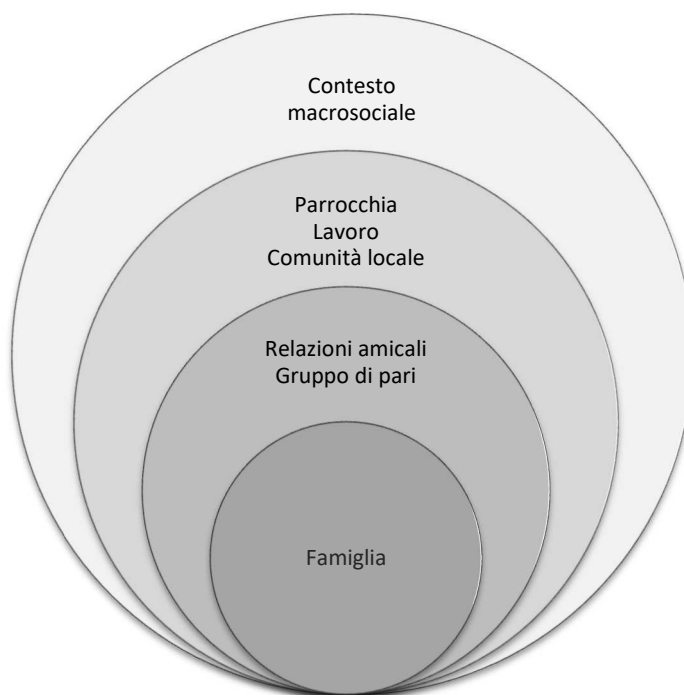 Contesto
macrosociale
Parrocchia
Lavoro
Comunità locale
Relazioni amicali
Gruppo di pari
Famiglia